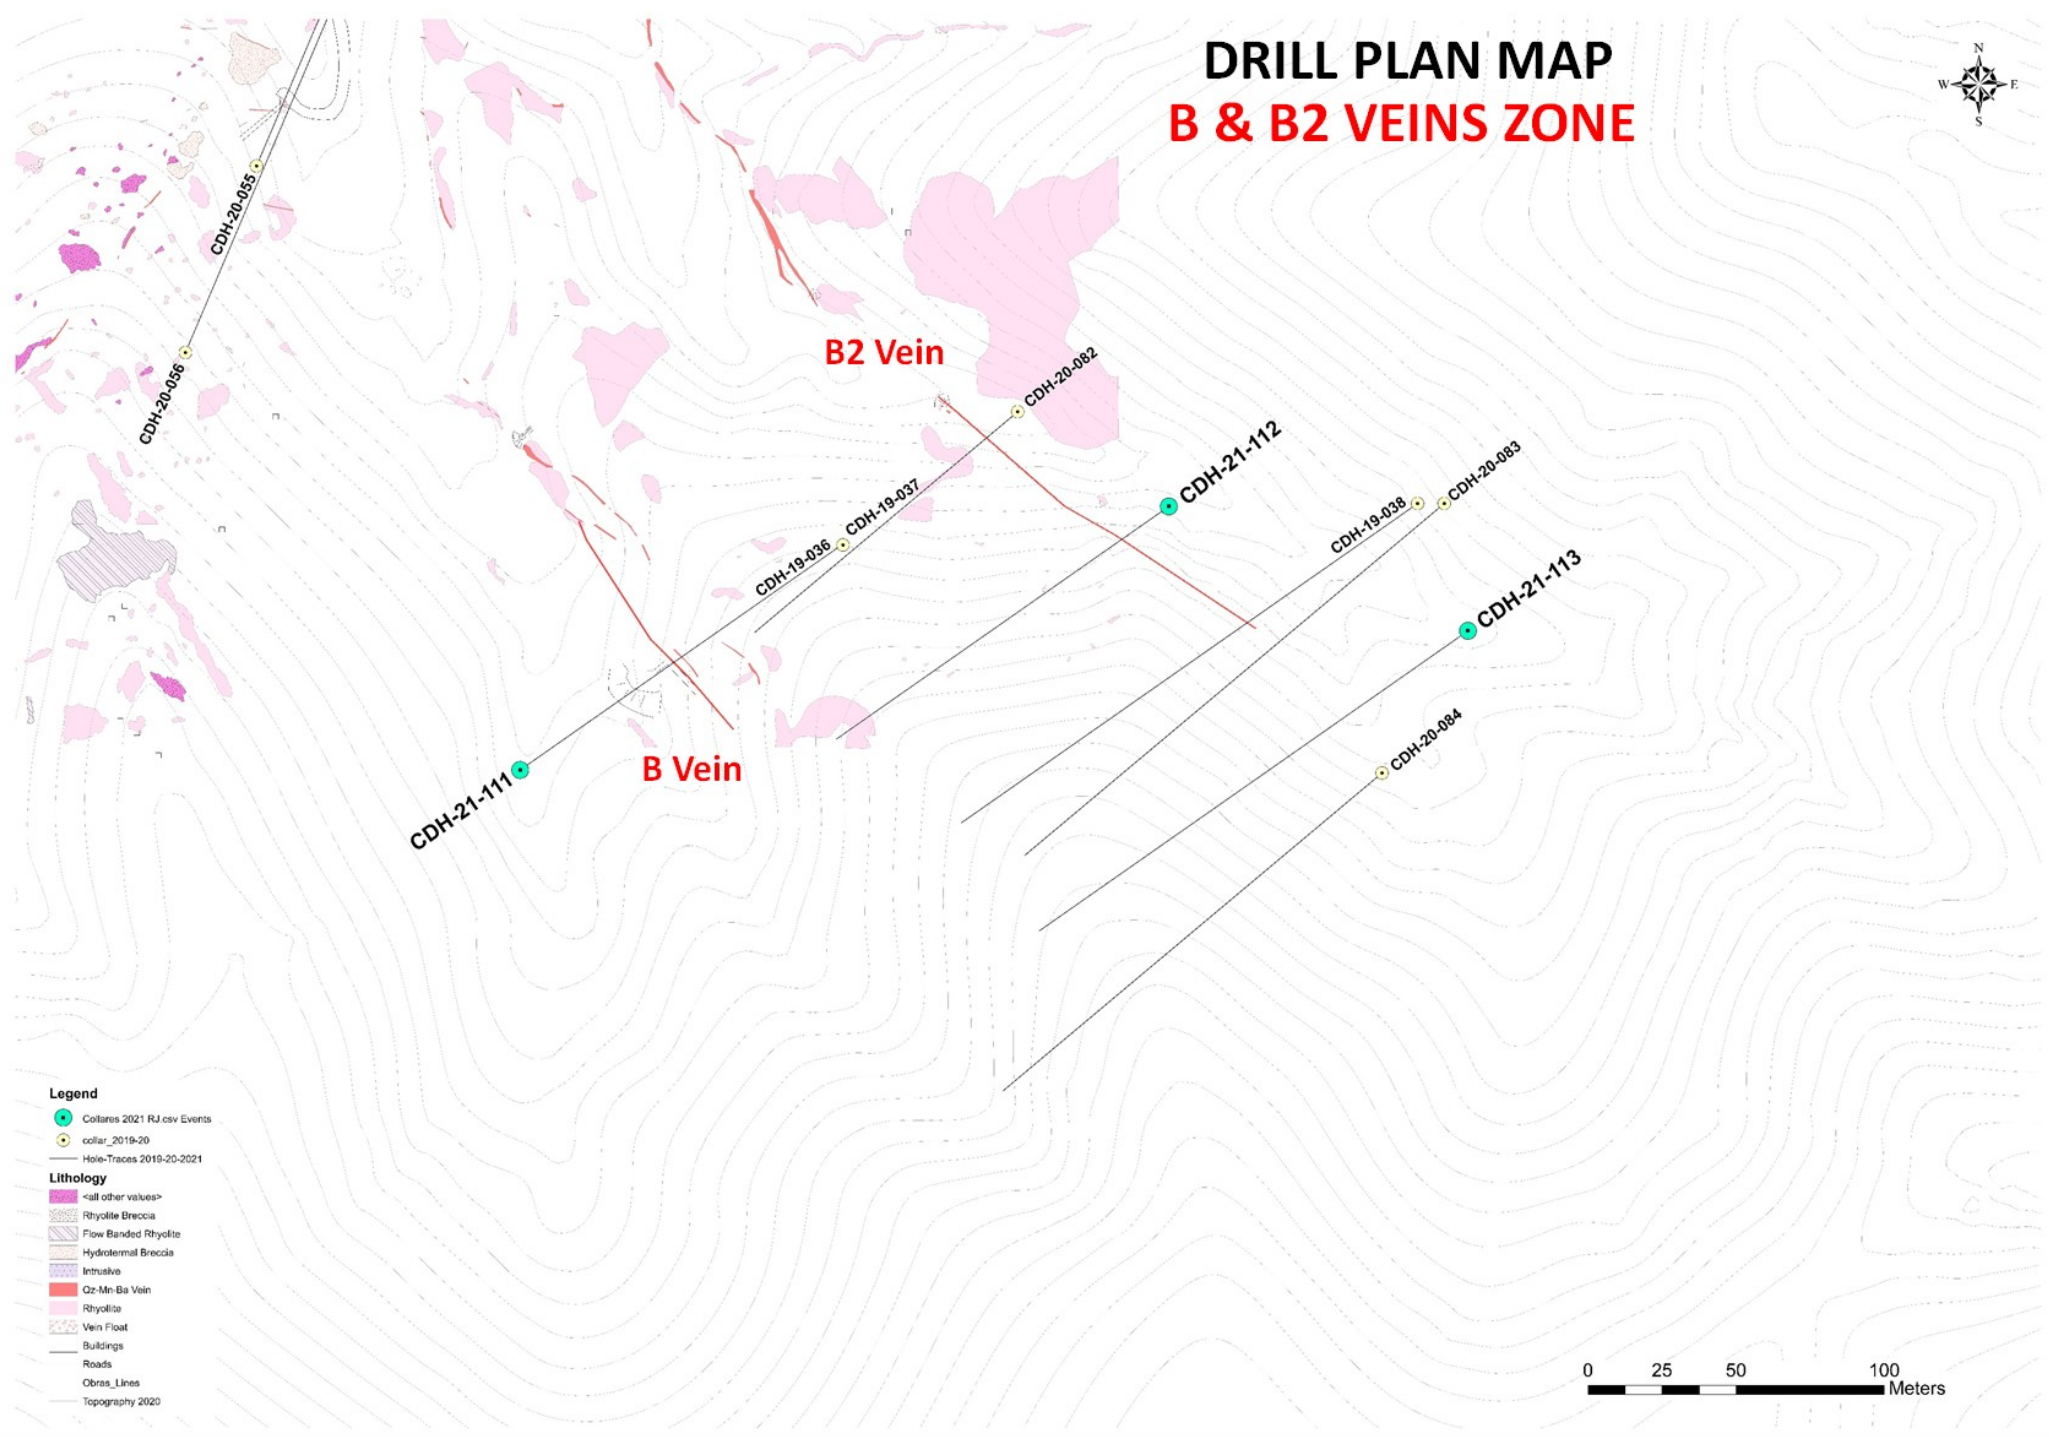 DRILL PLAN MAP
B & B2 VEINS ZONE
N
W E
S
CDH-20-055
CDH-20-056
B2 Vein
CDH-20-082
CDH-21-112
CDH-20-083
CDH-19-037
CDH-19-038
CDH-19-036
CDH-21-113
CDH-20-084
B Vein
CDH-21-111
Legend
Collares 2021 RJ.csv Events
collar_2019-20
Hole-Traces 2019-20-2021
Lithology
<all other values>
Rhyolite Breccia
Flow Banded Rhyolite
Hydrotermal Breccia
Intrusive
Qz-Mn-Ba Vein
Rhyollite
Vein Float
Buildings
Roads
Obras_Lines
Topography 2020
0 25 50 100
Meters